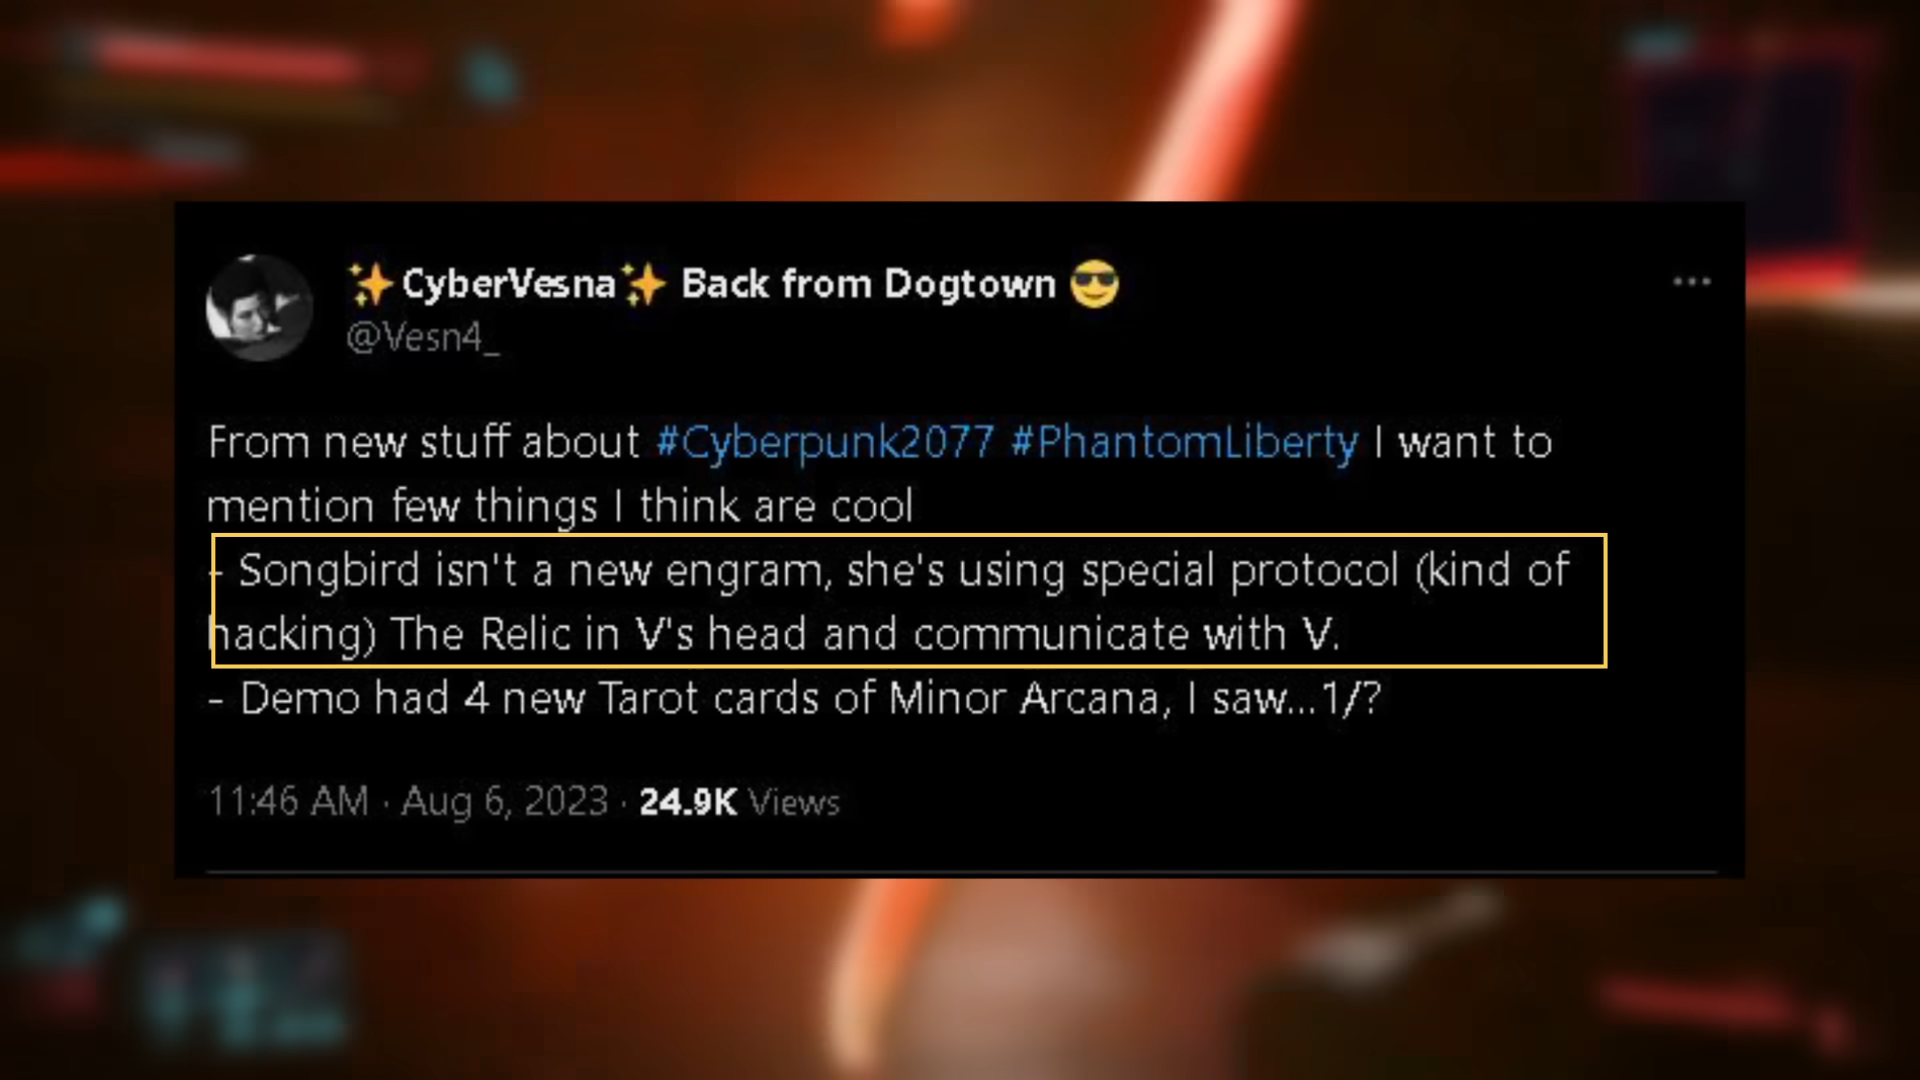 ✨CyberVesna✨ Back from Dogtown 😎
@Vesn4_
From new stuff about #Cyberpunk2077 #PhantomLiberty I want to
mention few things I think are cool
- Songbird isn't a new engram, she's using special protocol (kind of
hacking) The Relic in V's head and communicate with V.
- Demo had 4 new Tarot cards of Minor Arcana, I saw...1/?
11:46 AM · Aug 6, 2023 · 24.9K Views